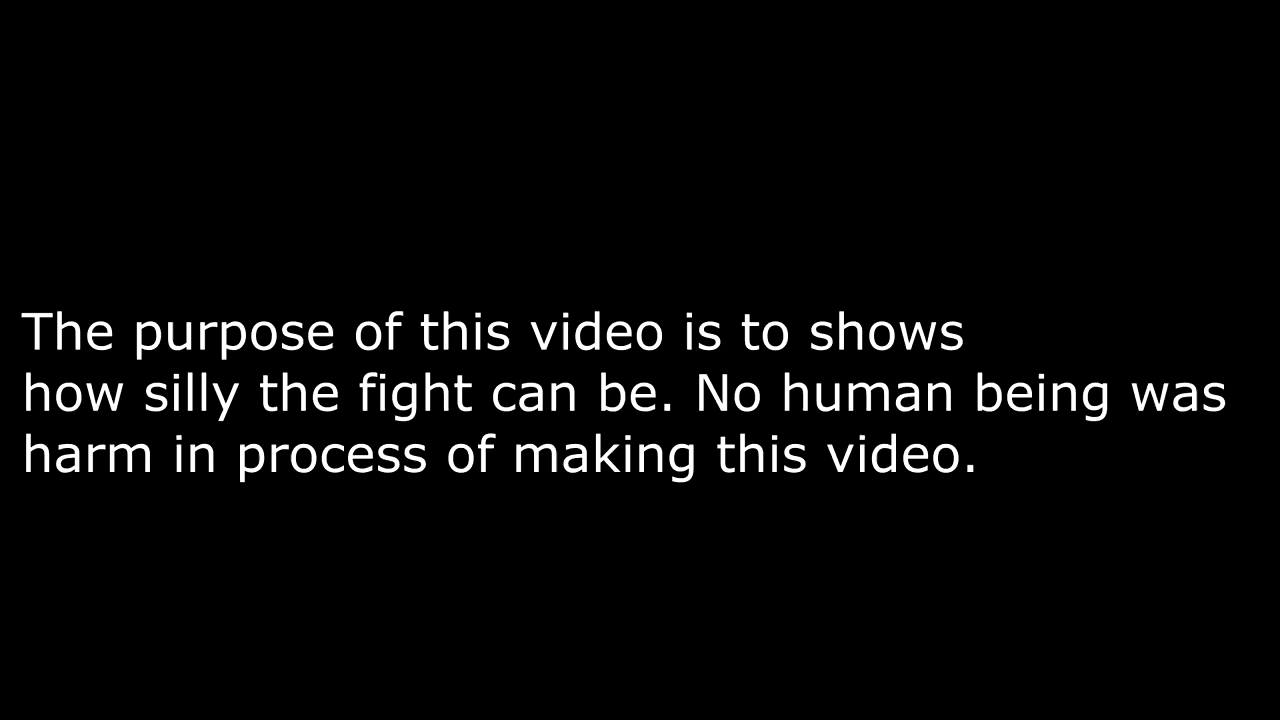 The purpose of this video is to shows
how silly the fight can be. No human being was
harm in process of making this video.